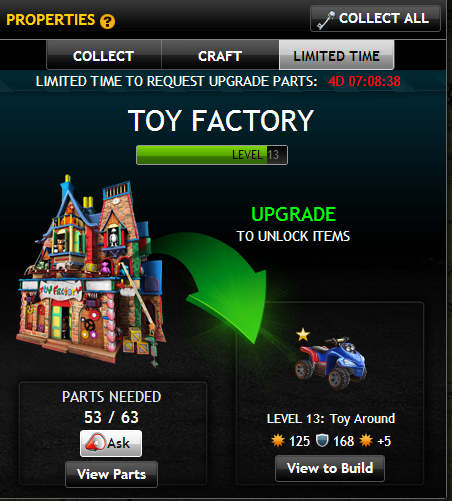 PROPERTIES ?
COLLECT ALL
COLLECT
CRAFT
LIMITED TIME
LIMITED TIME TO REQUEST UPGRADE PARTS: 4D 07:08:38
TOY FACTORY
LEVEL 13
UPGRADE
TO UNLOCK ITEMS
Toy Factory
PARTS NEEDED
53 / 63
Ask
View Parts
LEVEL 13: Toy Around
125 168 +5
View to Build